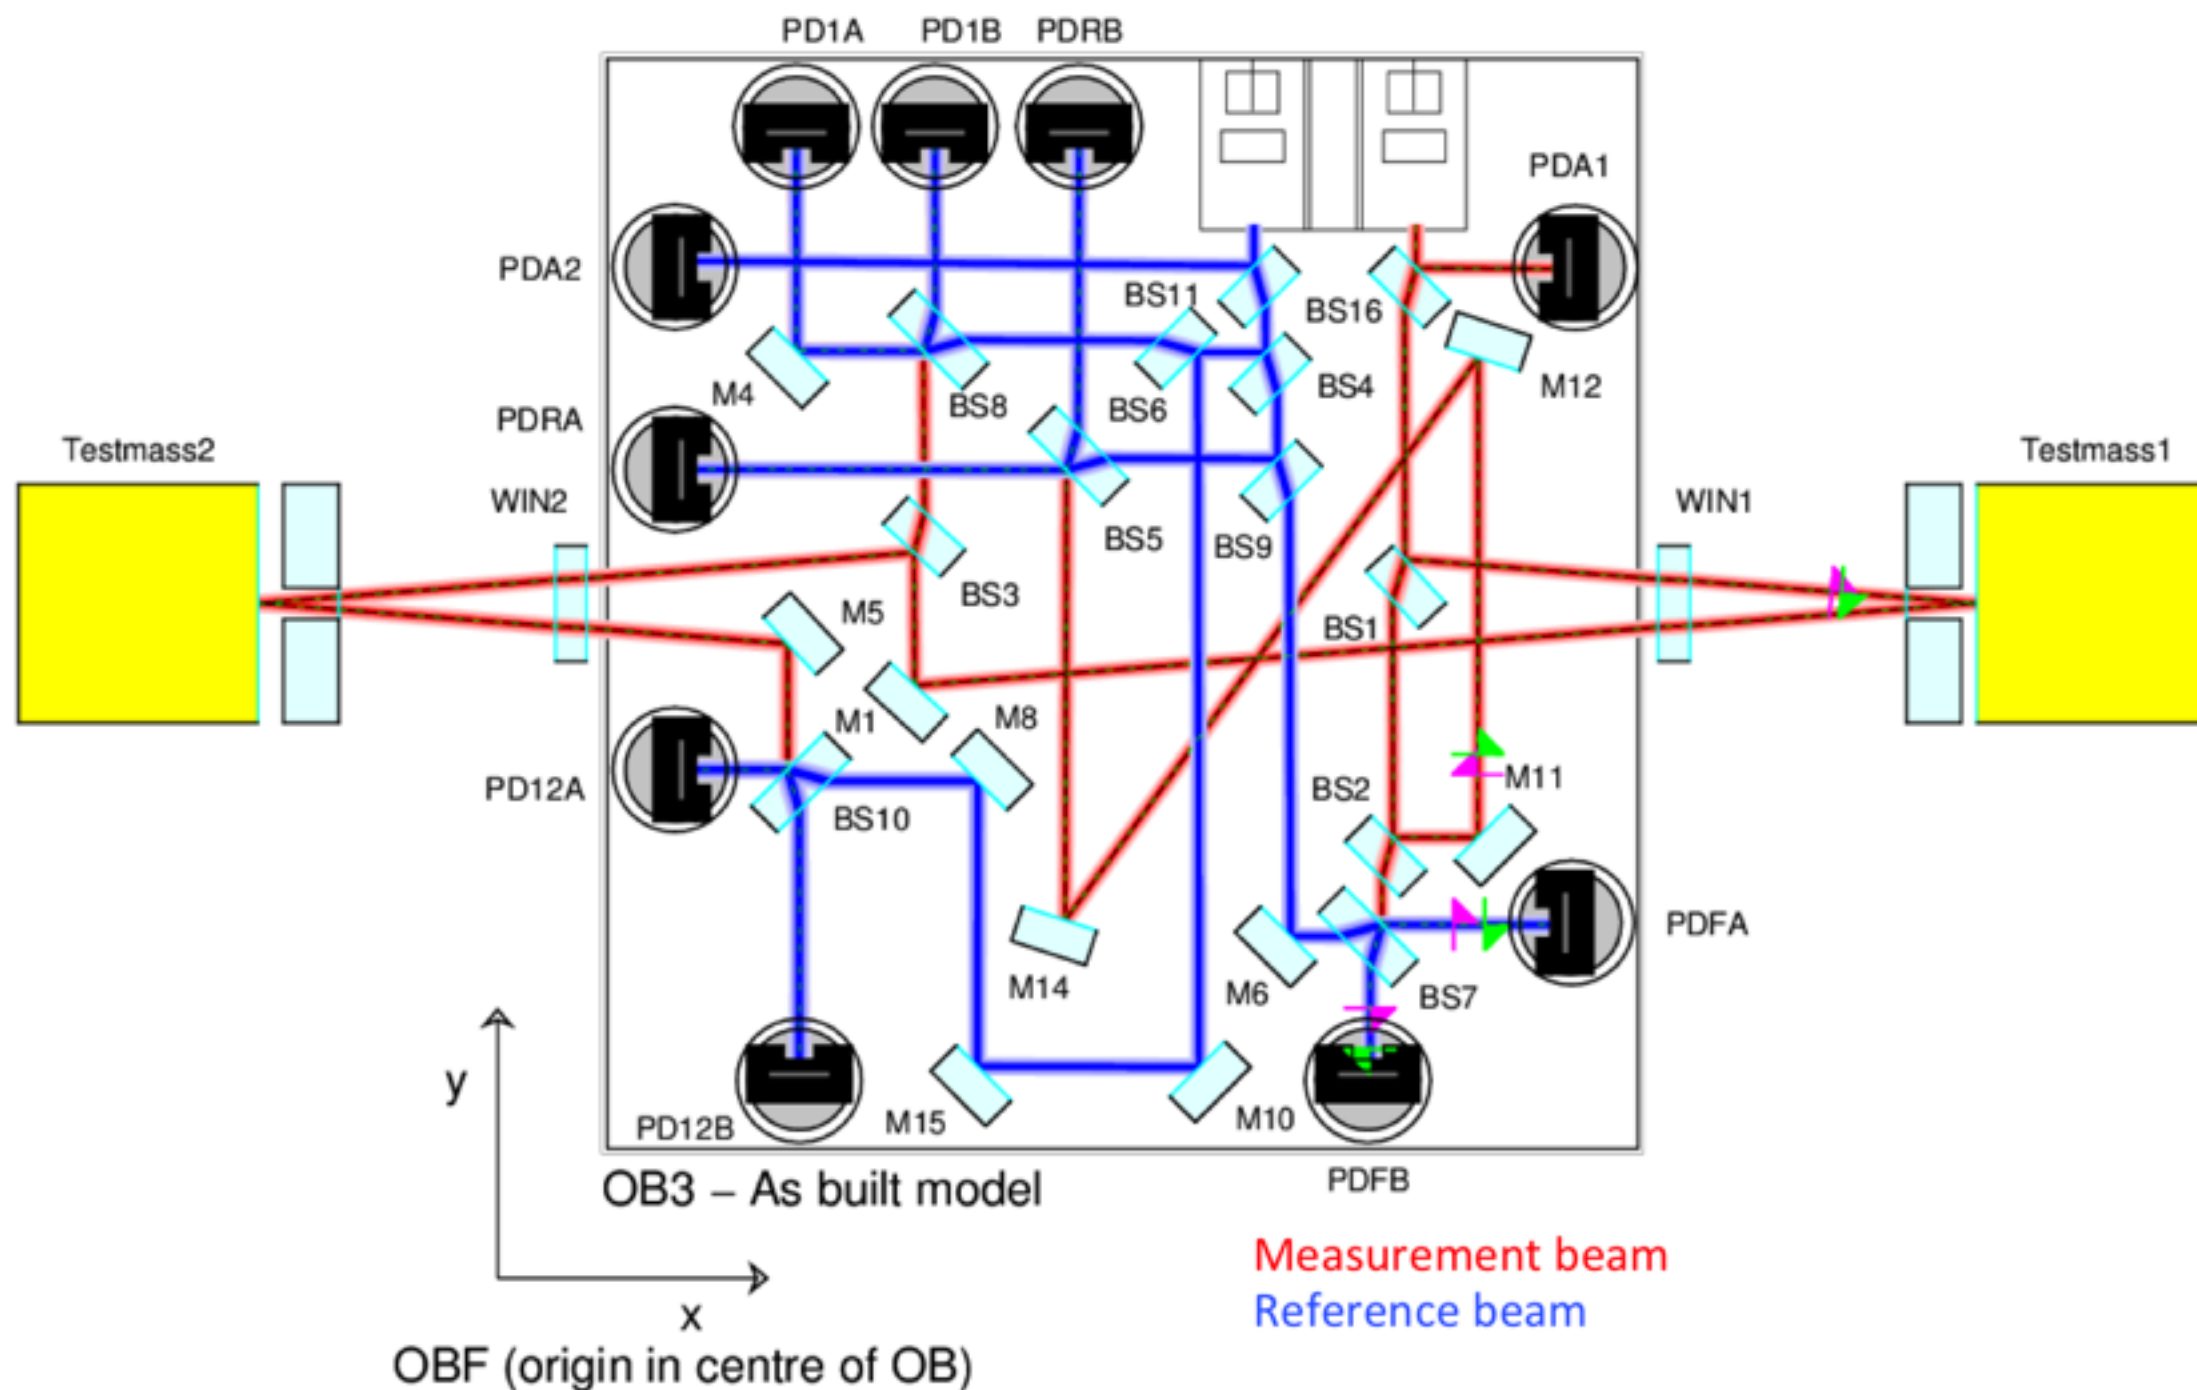 PD1A
PD1B
PDRB
PDA1
PDA2
BS11
BS16
M4
BS8
BS6
BS4
M12
PDRA
Testmass2
Testmass1
WIN2
WIN1
BS5
BS9
BS3
M5
BS1
M1
M8
PD12A
BS10
BS2
M11
PDFA
M14
M6
BS7
y
PD12B
M15
M10
OB3 – As built model
PDFB
Measurement beam
x
Reference beam
OBF (origin in centre of OB)